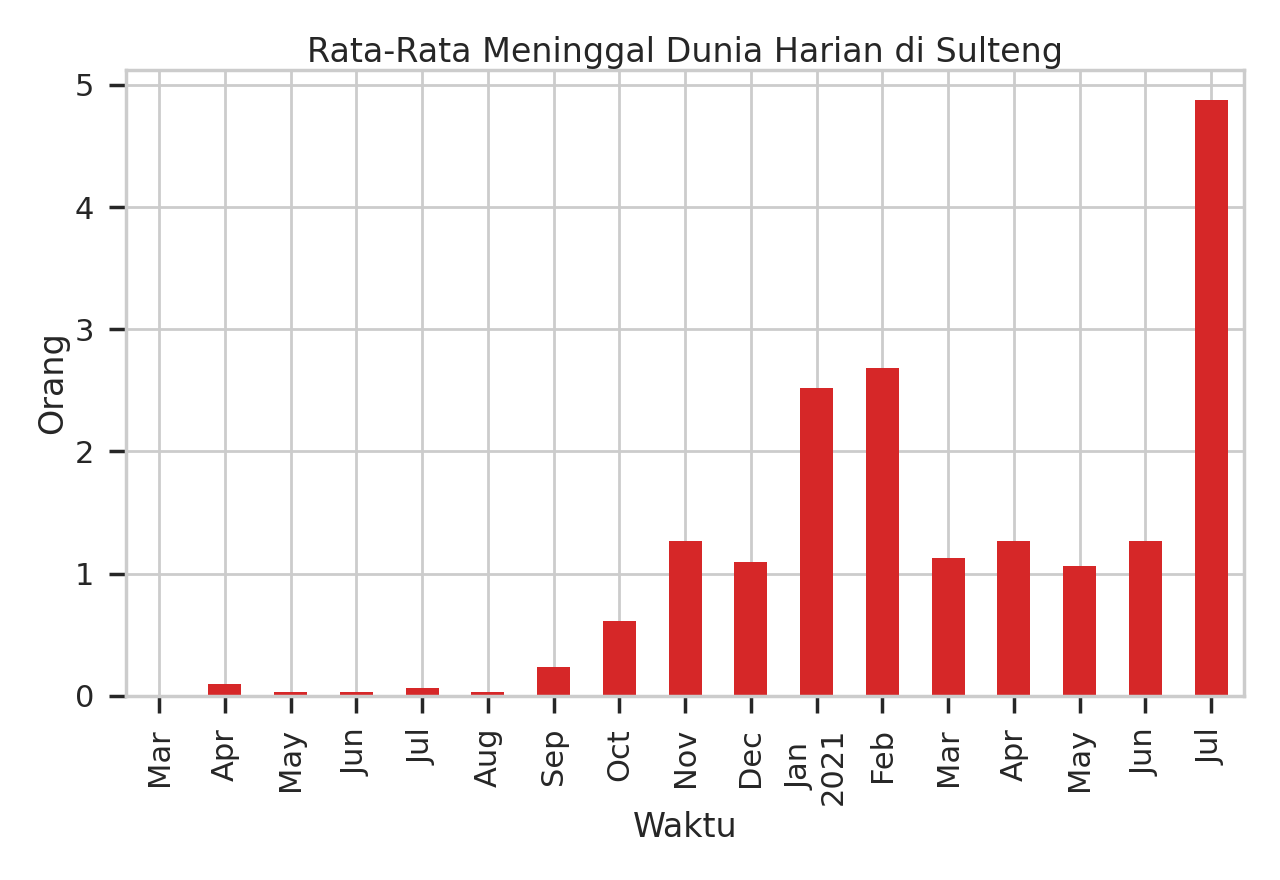 Rata-Rata Meninggal Dunia Harian di Sulteng
5
4
3
2
1
0
Orang
Mar
Apr
May
Jun
Jul
Aug
Sep
Oct
Nov
Dec
Jan
2021
Feb
Mar
Apr
May
Jun
Jul
Waktu